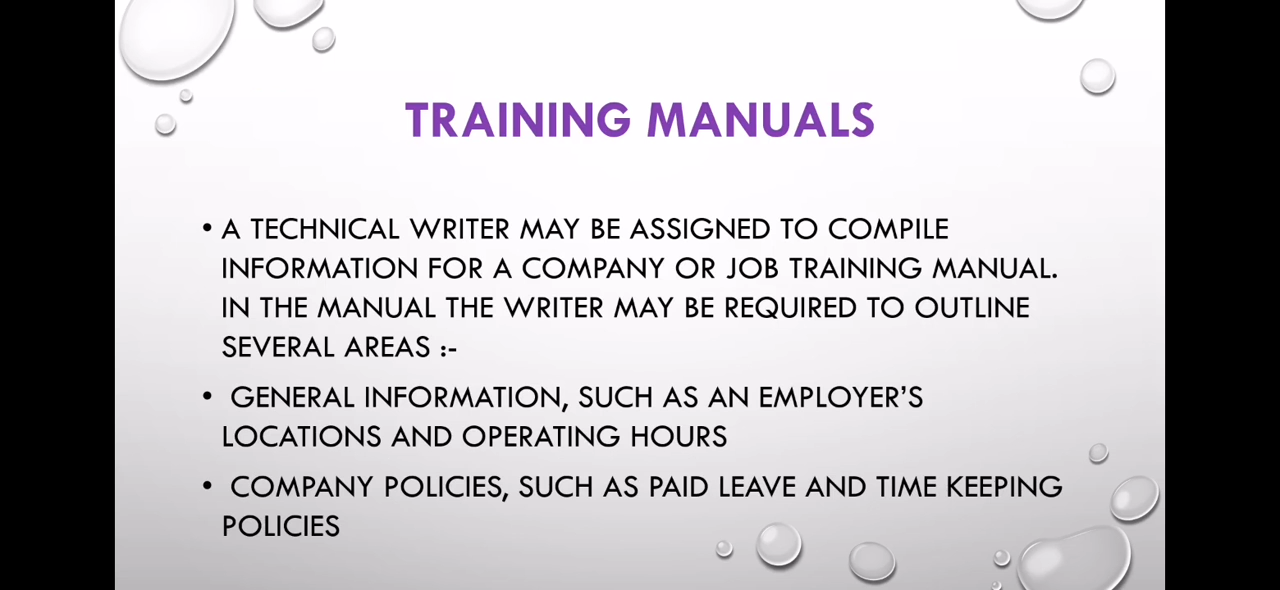 TRAINING MANUALS
• A TECHNICAL WRITER MAY BE ASSIGNED TO COMPILE
INFORMATION FOR A COMPANY OR JOB TRAINING MANUAL.
IN THE MANUAL THE WRITER MAY BE REQUIRED TO OUTLINE
SEVERAL AREAS :-
• GENERAL INFORMATION, SUCH AS AN EMPLOYER’S
LOCATIONS AND OPERATING HOURS
• COMPANY POLICIES, SUCH AS PAID LEAVE AND TIME KEEPING
POLICIES